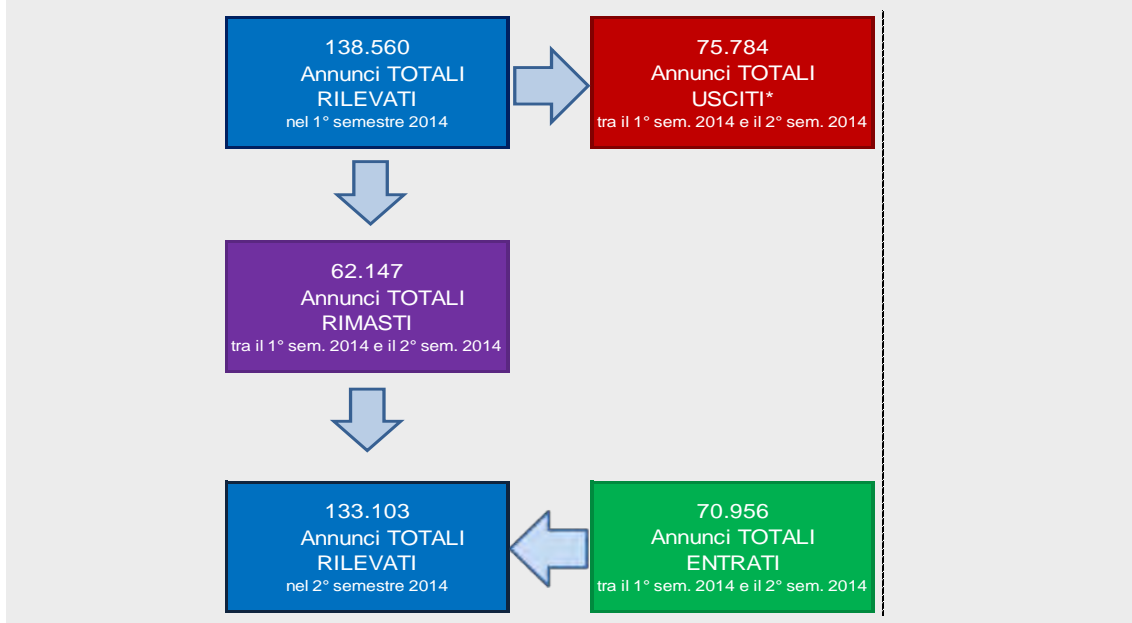 138.560
Annunci TOTALI
RILEVATI
nel 1° semestre 2014
75.784
Annunci TOTALI
USCITI*
tra il 1° sem. 2014 e il 2° sem. 2014
62.147
Annunci TOTALI
RIMASTI
tra il 1° sem. 2014 e il 2° sem. 2014
133.103
Annunci TOTALI
RILEVATI
nel 2° semestre 2014
70.956
Annunci TOTALI
ENTRATI
tra il 1° sem. 2014 e il 2° sem. 2014